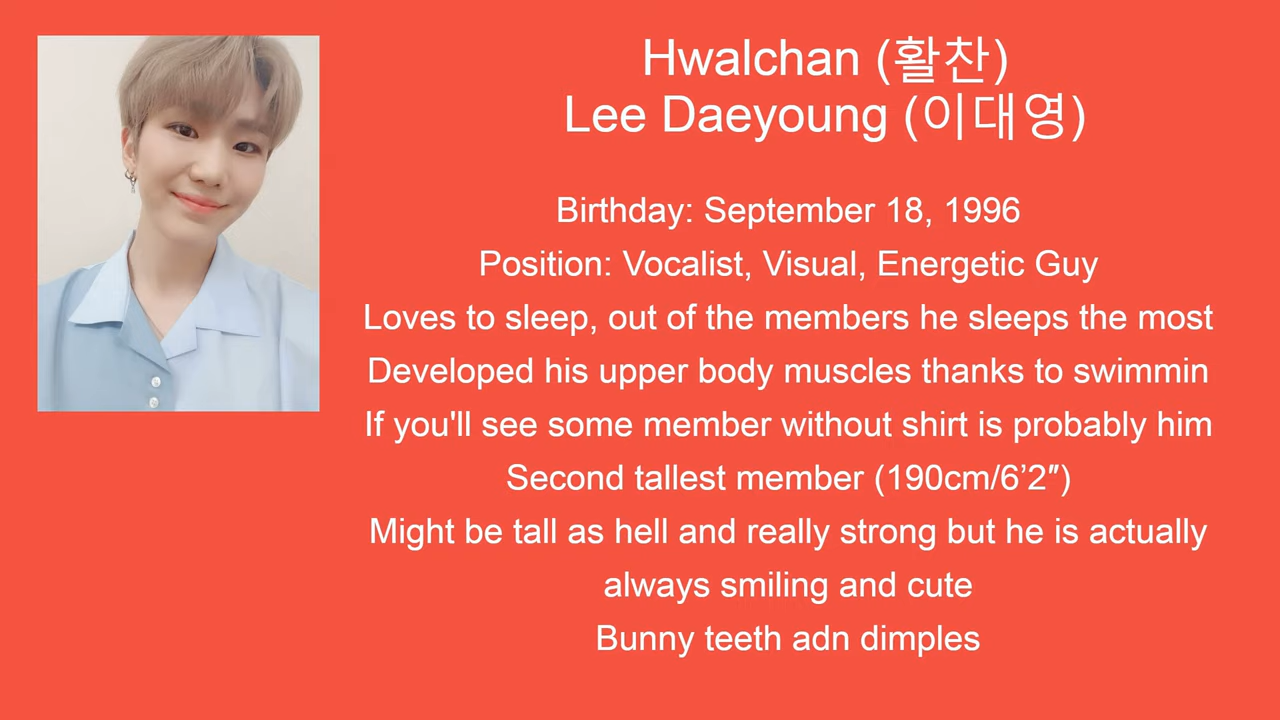 Hwalchan (활찬)
Lee Daeyoung (이대영)
Birthday: September 18, 1996
Position: Vocalist, Visual, Energetic Guy
Loves to sleep, out of the members he sleeps the most
Developed his upper body muscles thanks to swimmin
If you'll see some member without shirt is probably him
Second tallest member (190cm/6’2″)
Might be tall as hell and really strong but he is actually
always smiling and cute
Bunny teeth adn dimples